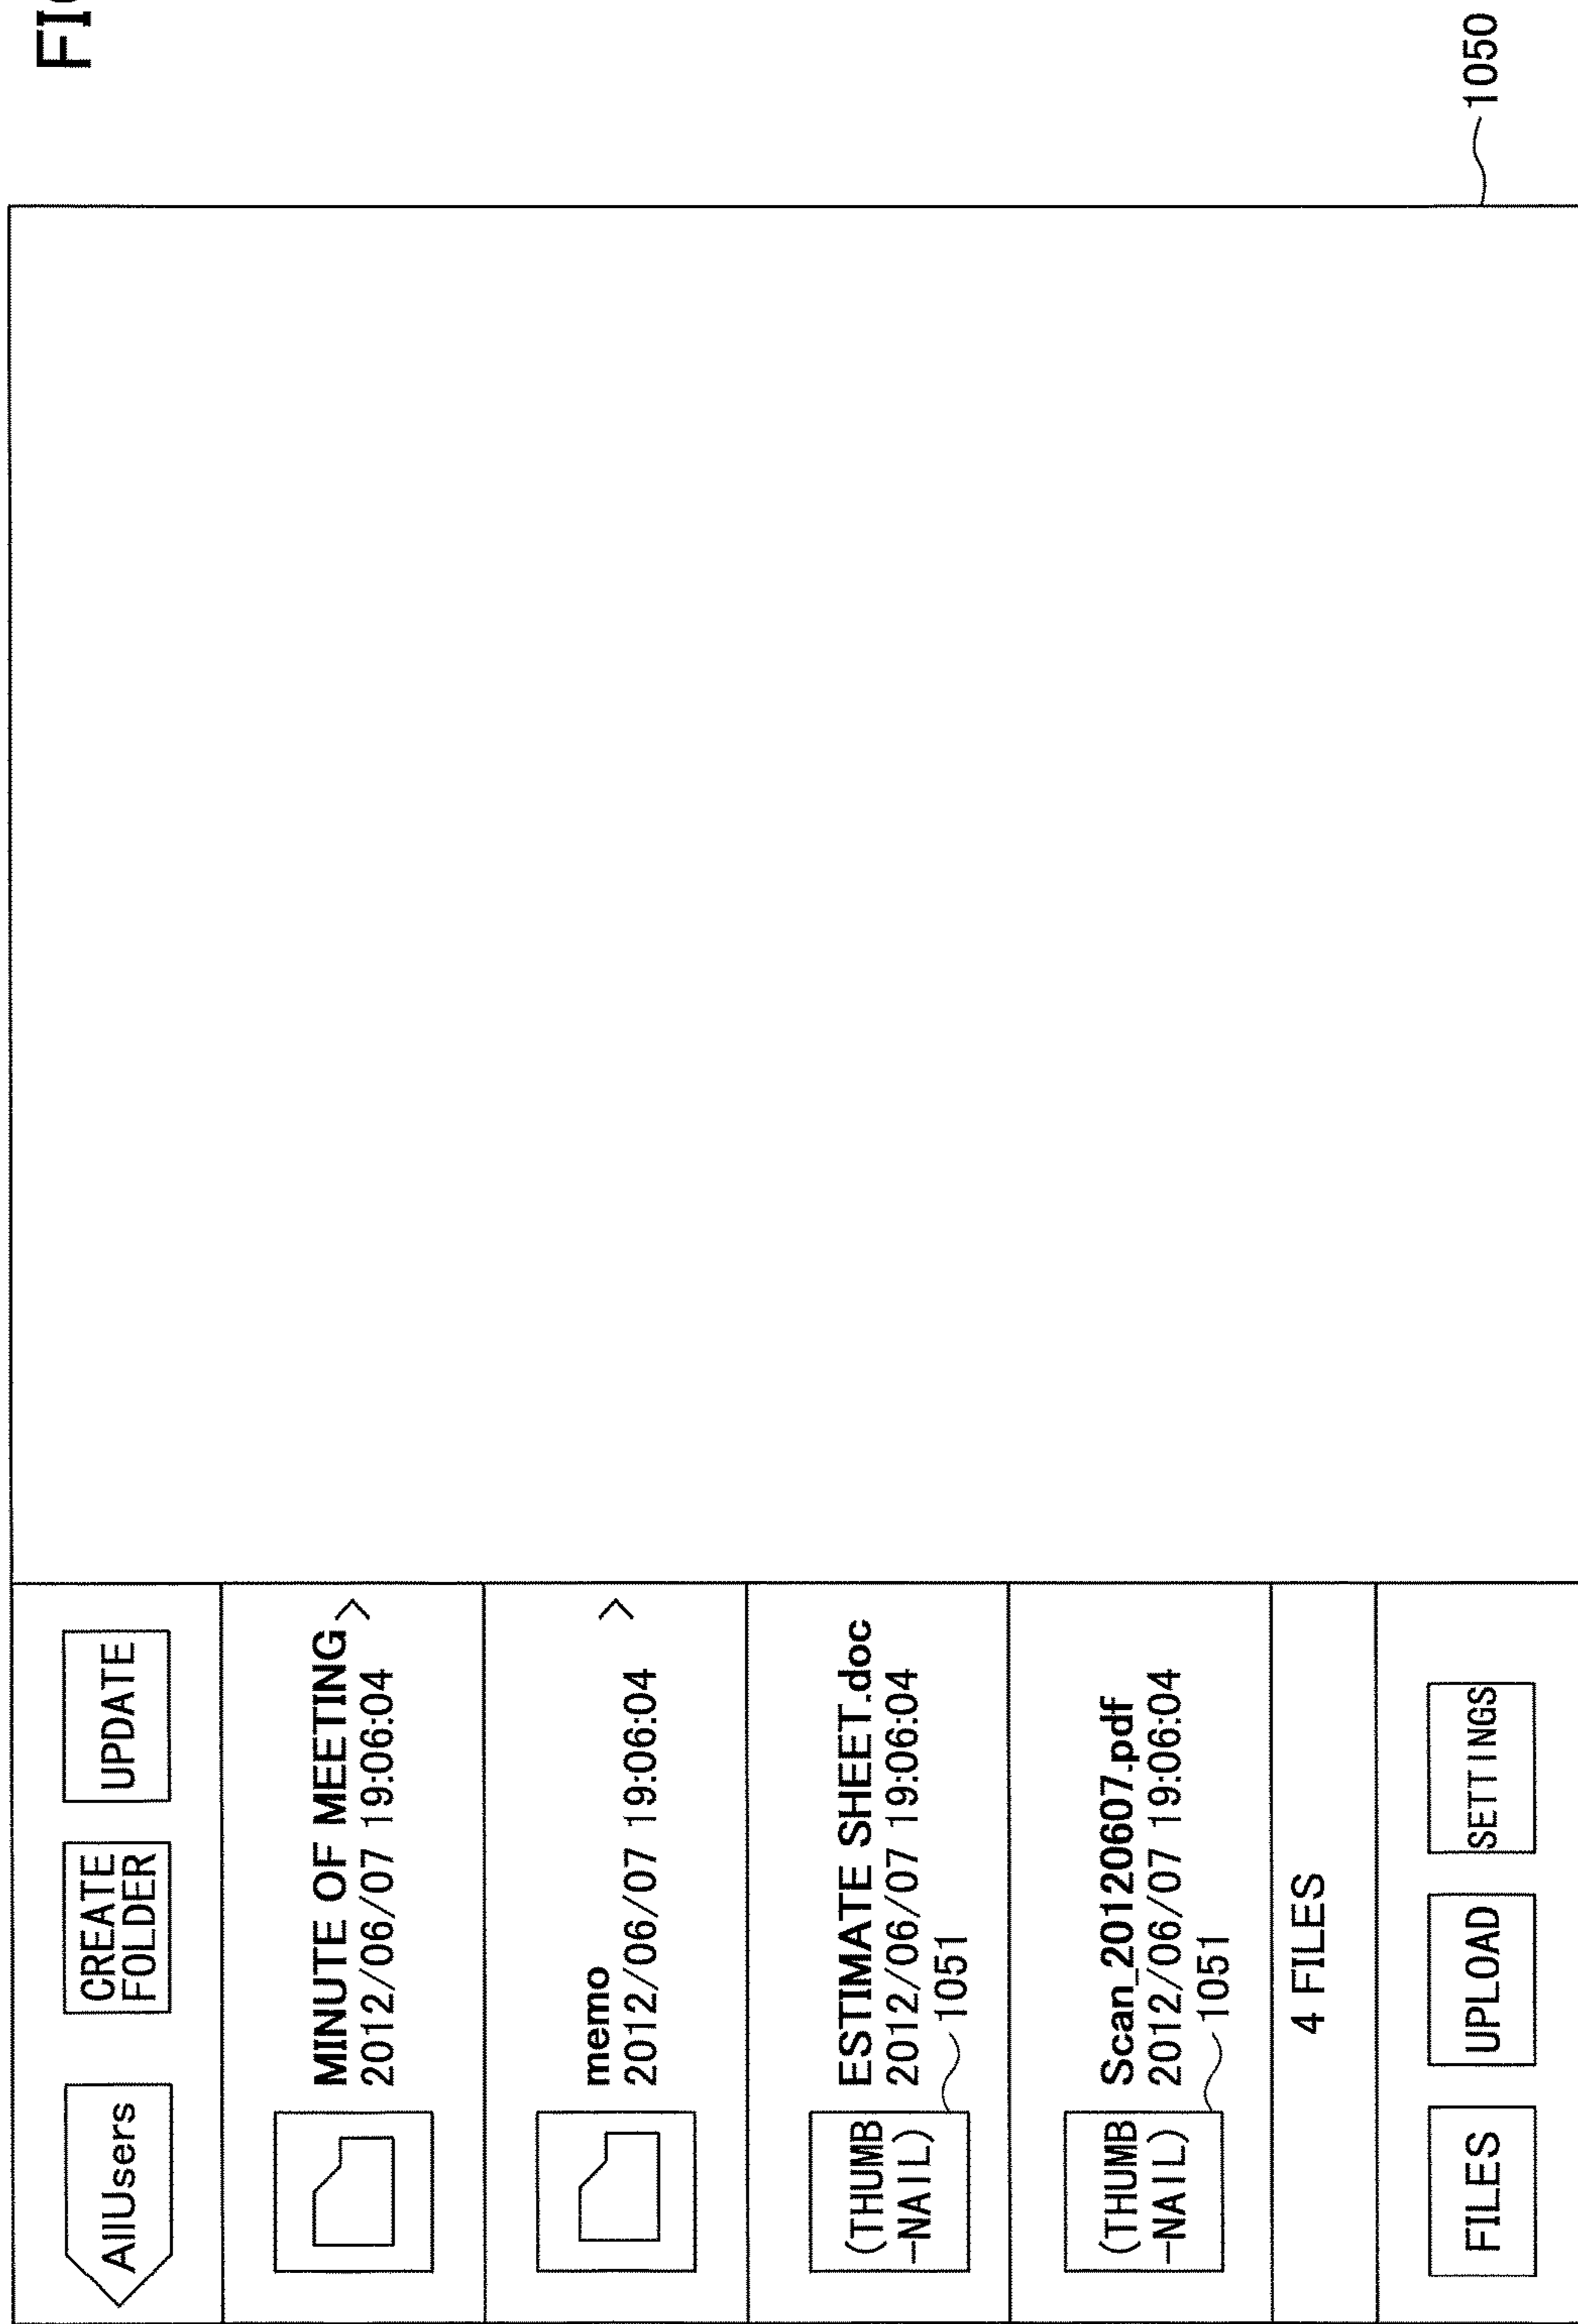 AllUsers
CREATE
FOLDER
UPDATE
MINUTE OF MEETING >
2012/06/07 19:06:04
memo >
2012/06/07 19:06:04
(THUMB
-NAIL)
1051
ESTIMATE SHEET.doc
2012/06/07 19:06:04
(THUMB
-NAIL)
1051
Scan_20120607.pdf
2012/06/07 19:06:04
4 FILES
FILES
UPLOAD
SETTINGS
1050